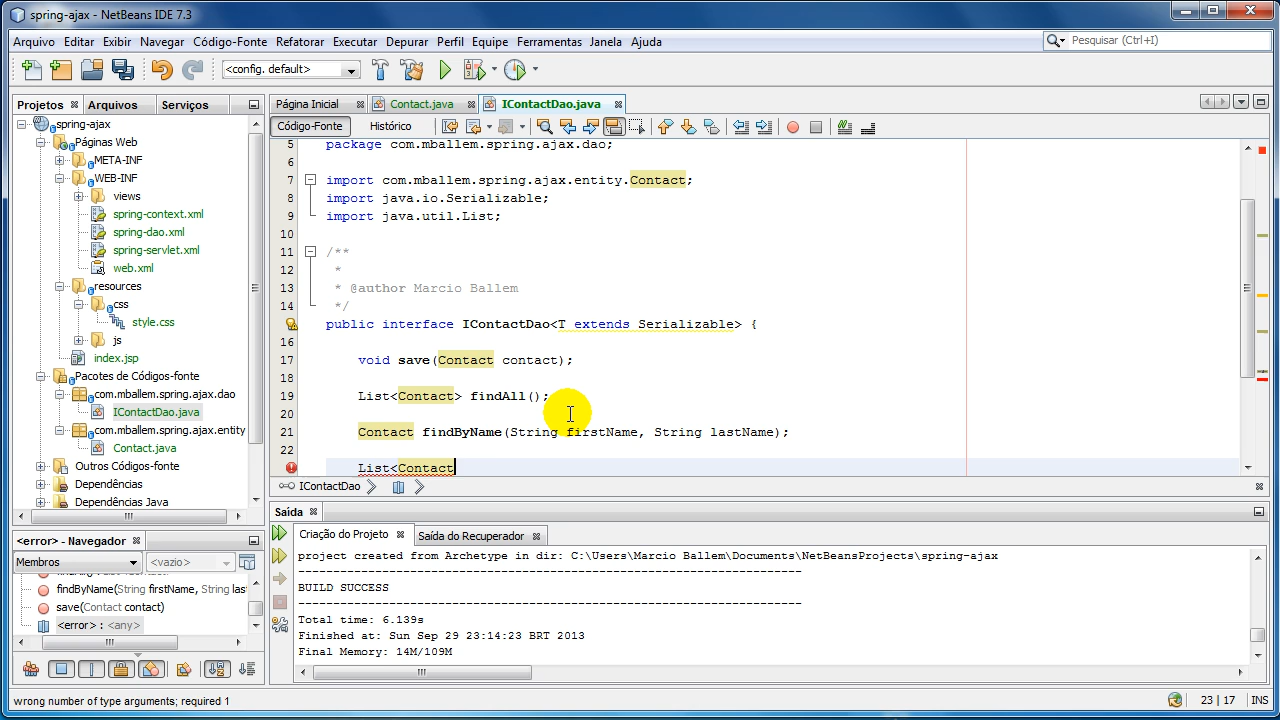 spring-ajax - NetBeans IDE 7.3
Arquivo Editar Exibir Navegar Código-Fonte Refatorar Executar Depurar Perfil Equipe Ferramentas Janela Ajuda
Pesquisar (Ctrl+I)
<config. default>
Projetos Arquivos Serviços
Página Inicial Contact.java IContactDao.java
Código-Fonte Histórico
spring-ajax
Páginas Web
META-INF
WEB-INF
views
spring-context.xml
spring-dao.xml
spring-servlet.xml
web.xml
resources
css
style.css
js
index.jsp
Pacotes de Códigos-fonte
com.mballem.spring.ajax.dao
IContactDao.java
com.mballem.spring.ajax.entity
Contact.java
Outros Códigos-fonte
Dependências
Dependências Java
5 package com.mballem.spring.ajax.dao;
6
7 import com.mballem.spring.ajax.entity.Contact;
8 import java.io.Serializable;
9 import java.util.List;
10
11 /**
12 *
13 * @author Marcio Ballem
14 */
public interface IContactDao<T extends Serializable> {
16
17 void save(Contact contact);
18
19 List<Contact> findAll();
20
21 Contact findByName(String firstName, String lastName);
22
List<Contact
IContactDao
<error> - Navegador
Membros <vazio>
findByName(String firstName, String las
save(Contact contact)
<error> : <any>
Saída
Criação do Projeto Saída do Recuperador
project created from Archetype in dir: C:\Users\Marcio Ballem\Documents\NetBeansProjects\spring-ajax
------------------------------------------------------------------------
BUILD SUCCESS
------------------------------------------------------------------------
Total time: 6.139s
Finished at: Sun Sep 29 23:14:23 BRT 2013
Final Memory: 14M/109M
wrong number of type arguments; required 1
23 | 17 INS